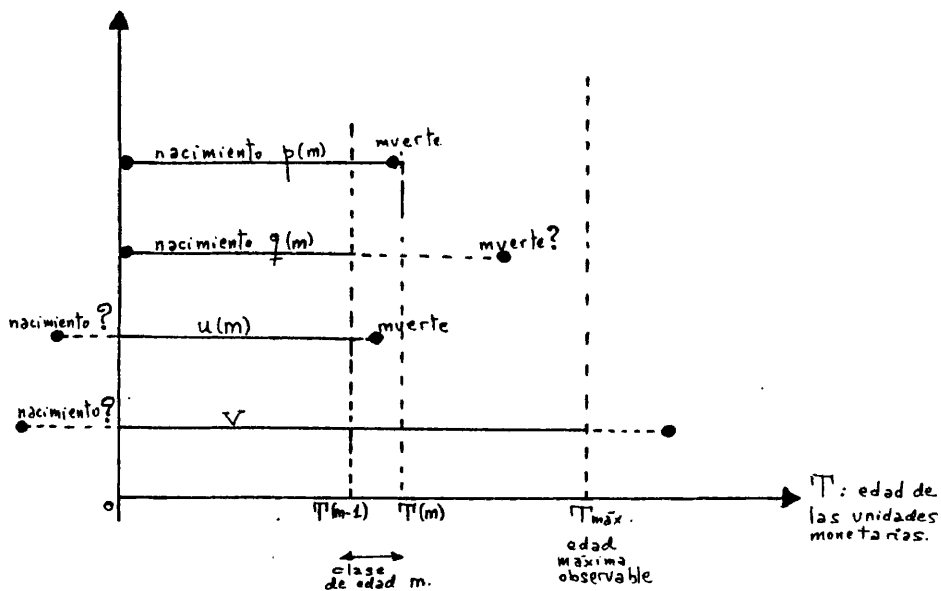 nacimiento p(m)
muerte
nacimiento q(m)
muerte?
nacimiento?
u(m)
muerte
nacimiento?
V
o
T(m-1)
T(m)
Tmáx.
T: edad de
las unidades
monetarias.
clase
de edad m.
edad
máxima
observable